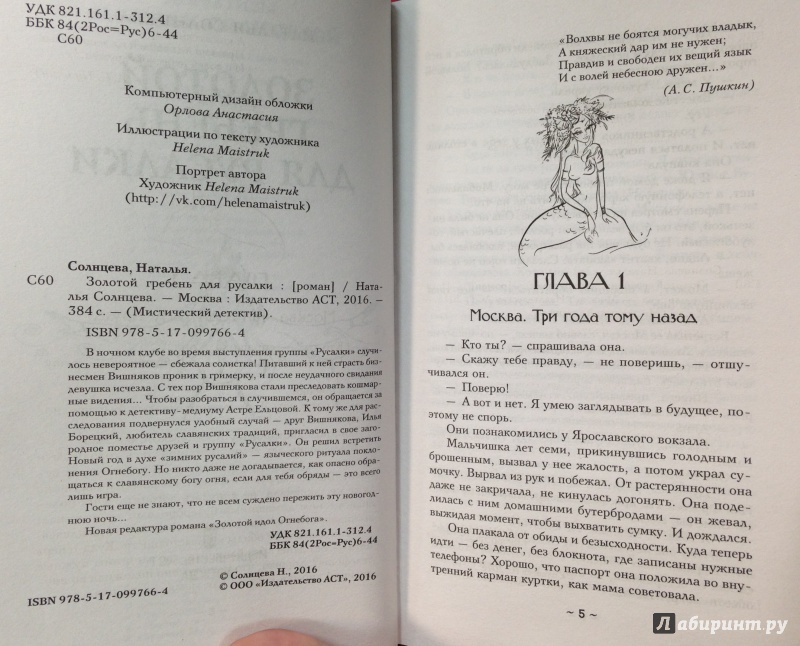 УДК 821.161.1-312.4
ББК 84(2Рос=Рус)6-44
С60
Компьютерный дизайн обложки
Орлова Анастасия
Иллюстрации по тексту художника
Helena Maistruk
Портрет автора
Художник Helena Maistruk
(http://vk.com/helenamaistruk)
Солнцева, Наталья.
С60 Золотой гребень для русалки : [роман] / Ната-
лья Солнцева. — Москва : Издательство АСТ, 2016. –
384 с. — (Мистический детектив).
ISBN 978-5-17-099766-4
В ночном клубе во время выступления группы «Русалки» случи-
лось невероятное — сбежала солистка! Питавший к ней страсть биз-
несмен Вишняков проник в гримерку, и после неудачного свидания
девушка исчезла. С тех пор Вишнякова стали преследовать кошмар-
ные видения... Чтобы разобраться в случившемся, он обращается за
помощью к детективу-медиуму Астре Ельцовой. К тому же для рас-
следования подвернулся удобный случай — друг Вишнякова, Илья
Борецкий, любитель славянских традиций, пригласил в свое заго-
родное поместье друзей и группу «Русалки». Он решил встретить
Новый год в духе «зимних русалий» — языческого ритуала покло-
нения Огнебогу. Но никто даже не догадывается, как опасно обра-
щаться к славянскому богу огня, если для тебя обряды — это всего
лишь игра.
Гости еще не знают, что не всем суждено пережить эту нового-
нюю ночь...
Новая редактура романа «Золотой идол Огнебога».
УДК 821.161.1-312.4
ББК 84(2Рос=Рус)6-44
© Солнцева Н., 2016
© ООО «Издательство АСТ», 2016
ISBN 978-5-17-099766-4
«Волхвы не боятся могучих владык,
А княжеский дар им не нужен;
Правдив и свободен их вещий язык
И с волей небесною дружен...»
(А. С. Пушкин)
ГЛАВА 1
Москва. Три года тому назад
— Кто ты? — спрашивала она.
— Скажу тебе правду, — не поверишь, — отшу-
чивался он.
— Поверю!
— А вот и нет. Я умею заглядывать в будущее, по-
этому не спорь.
Они познакомились у Ярославского вокзала.
Мальчишка лет семи, прикинувшись голодным и
брошенным, вызвал у нее жалость, а потом украл су-
мочку. Вырвал из рук и побежал. От растерянности она
даже не закричала, не кинулась догонять. Она поде-
лилась с ним домашними бутербродами — он жевал,
выжидая момент, чтобы выхватить сумку. И дождался.
Она плакала от обиды и безысходности. Куда теперь
идти — без денег, без блокнота, где записаны нужные
телефоны? Хорошо, что паспорт она положила во вну-
тренний карман куртки, как мама советовала.
~ 5 ~
Лабиринт.ру